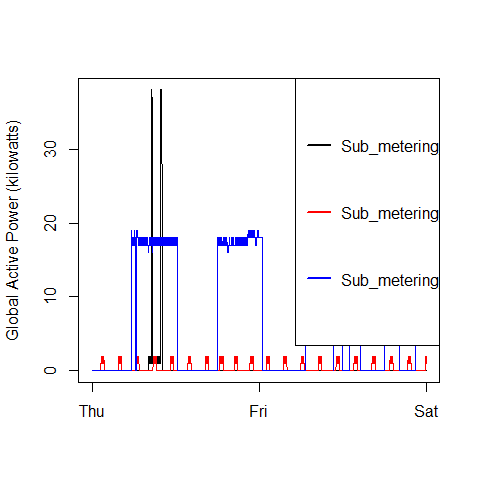 Global Active Power (kilowatts)
30
20
10
0
Sub_metering
Sub_metering
Sub_metering
Thu
Fri
Sat